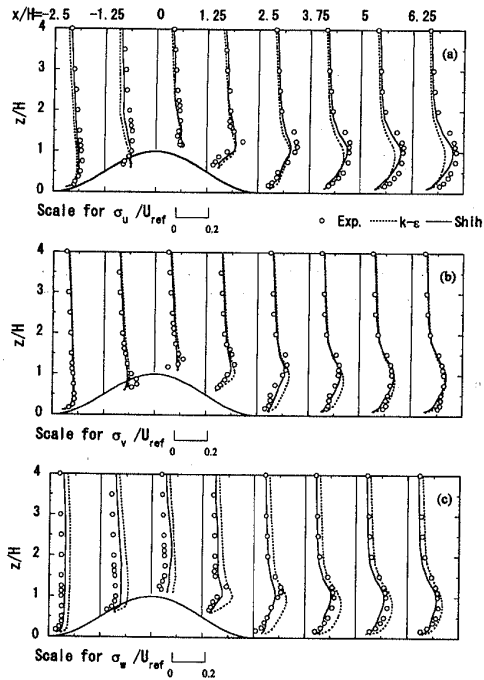 x/H=-2.5 -1.25 0 1.25 2.5 3.75 5 6.25
4
(a)
3
z/H
2
1
0
Scale for σu/Uref
0 0.2
Exp. k-ε Shih
4
(b)
3
z/H
2
1
0
Scale for σv/Uref
0 0.2
4
(c)
3
z/H
2
1
0
Scale for σw/Uref
0 0.2